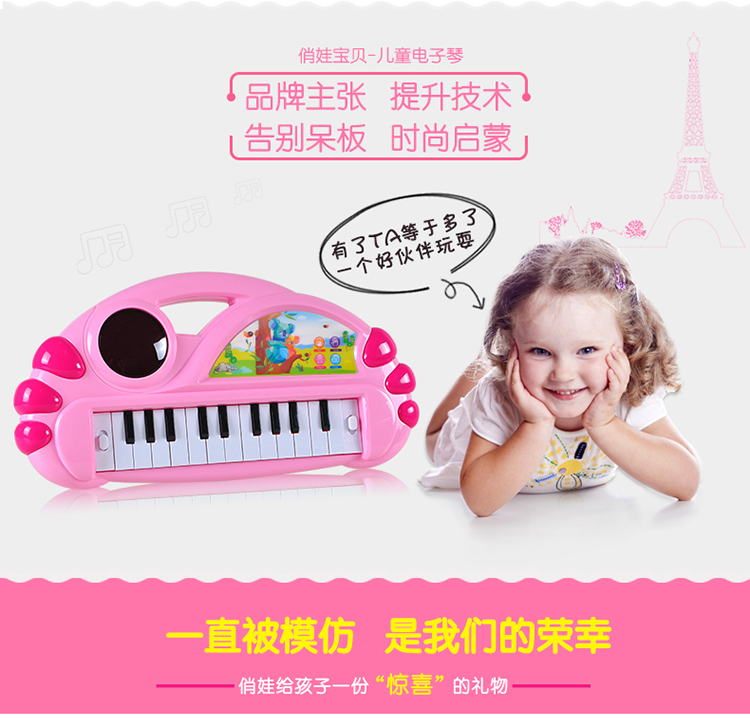 俏娃宝贝-儿童电子琴
品牌主张 提升技术
告别呆板 时尚启蒙
有了TA等于多了
一个好伙伴玩耍
一直被模仿 是我们的荣幸
俏娃给孩子一份“惊喜”的礼物